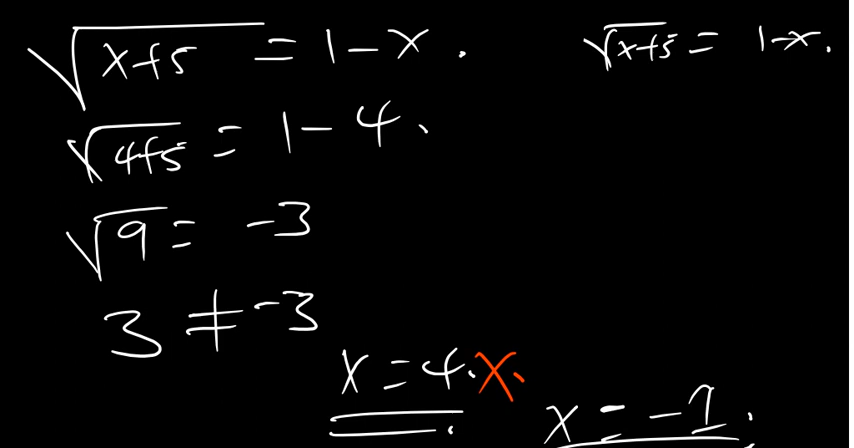 √(x+5) = 1-x.
√(x+5) = 1-x.
√(4+5) = 1-4.
√9 = -3
3 ≠ -3
x=4. x.
x = -1.